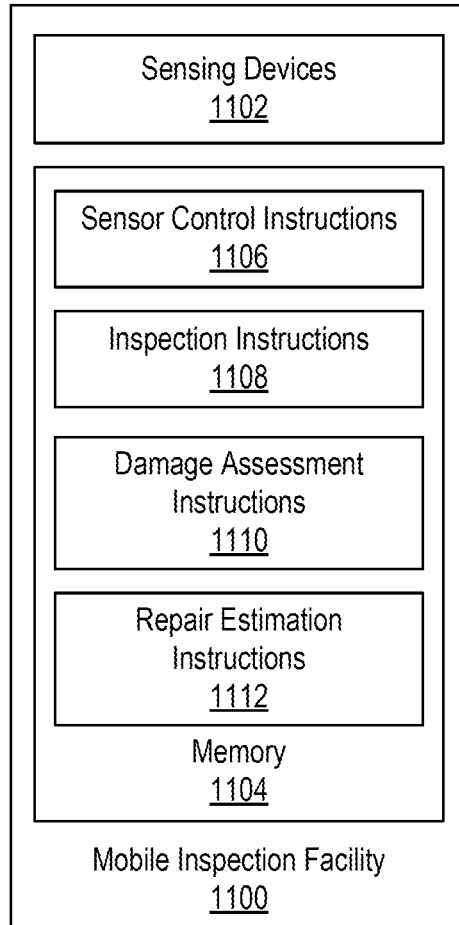 Sensing Devices
1102
Sensor Control Instructions
1106
Inspection Instructions
1108
Damage Assessment
Instructions
1110
Repair Estimation
Instructions
1112
Memory
1104
Mobile Inspection Facility
1100